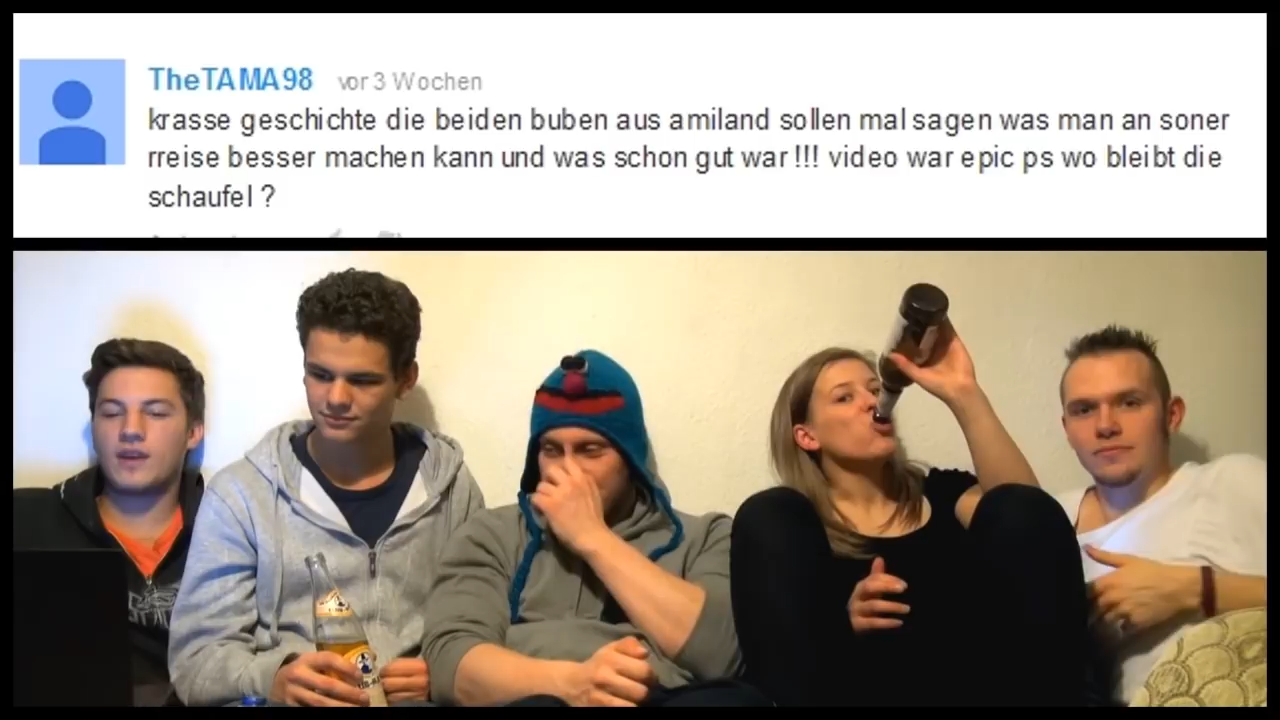 TheTAMA98 vor 3 Wochen
krasse geschichte die beiden buben aus amiland sollen mal sagen was man an soner
rreise besser machen kann und was schon gut war !!! video war epic ps wo bleibt die
schaufel ?